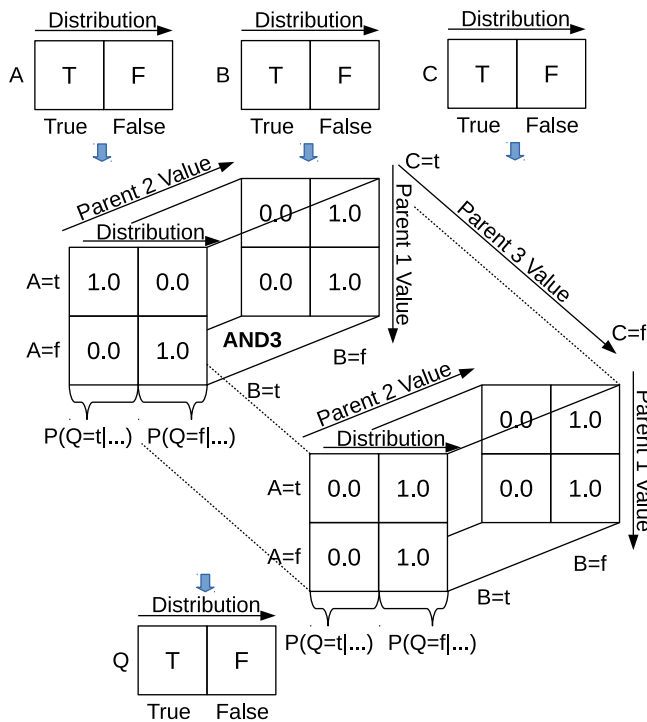 Distribution Distribution Distribution
A T F B T F C T F
True False True False True False
C=t
Parent 2 Value
Parent 1 Value
Parent 3 Value
0.0 1.0
Distribution
A=t 1.0 0.0 0.0 1.0
A=f 0.0 1.0
AND3
B=f
C=f
B=t
P(Q=t|...) P(Q=f|...)
Parent 2 Value
Parent 1 Value
0.0 1.0
Distribution
A=t 0.0 1.0 0.0 1.0
A=f 0.0 1.0
B=f
B=t
P(Q=t|...) P(Q=f|...)
Distribution
Q T F
True False